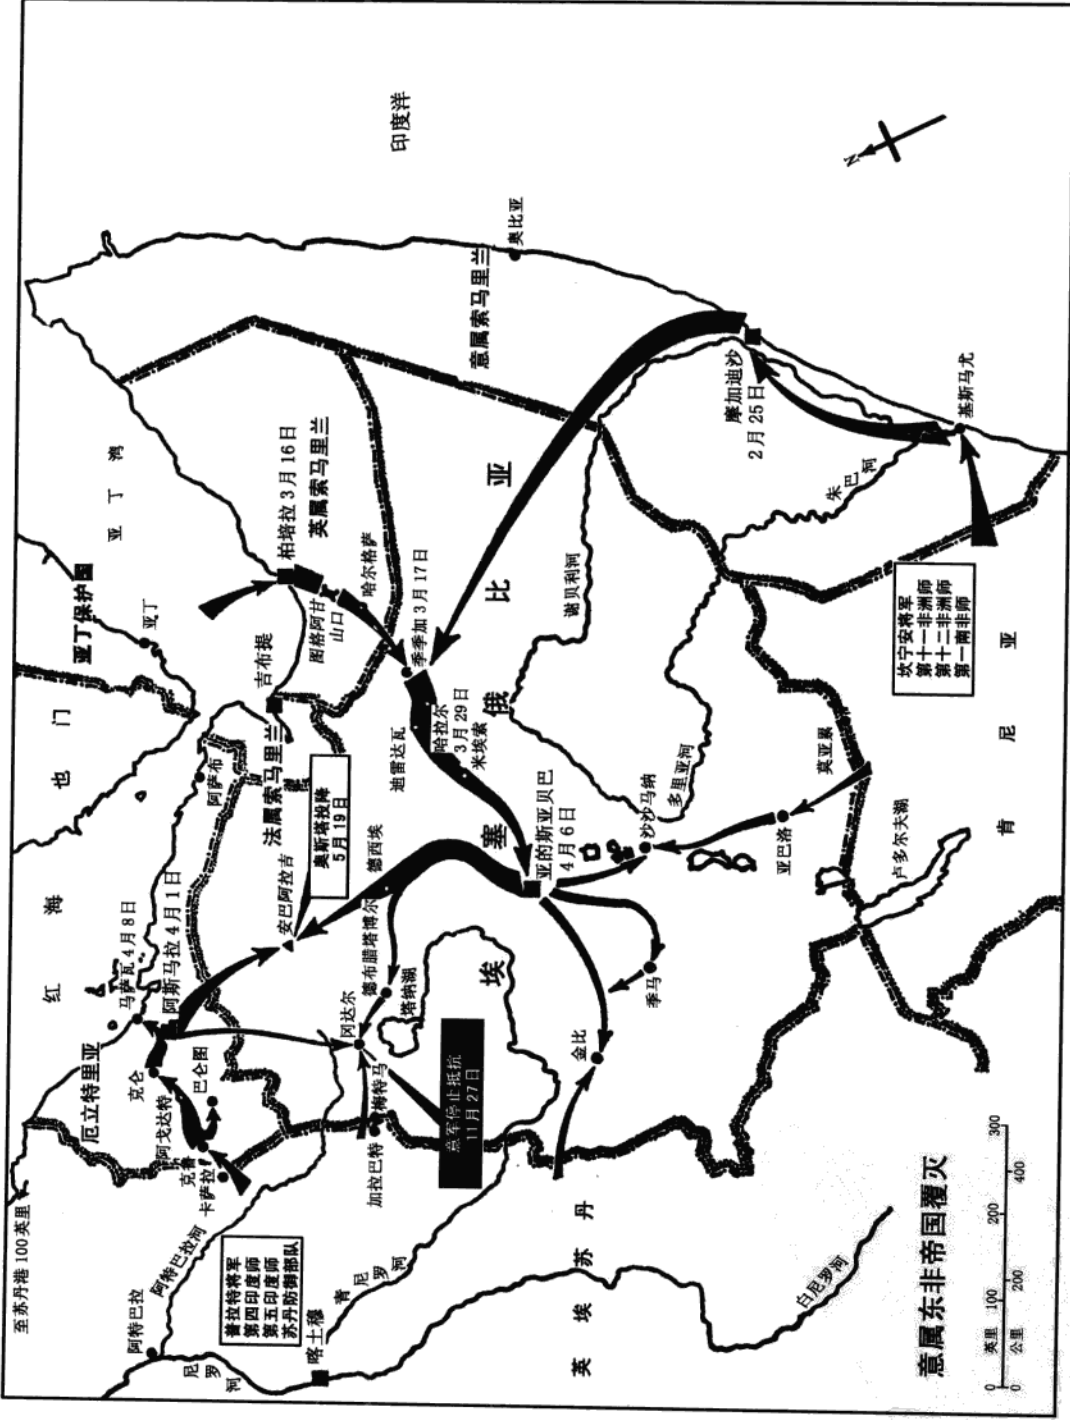 至苏丹港100英里
红海
也门
亚丁保护国
亚丁
亚丁湾
印度洋
厄立特里亚
马萨瓦4月8日
阿斯马拉4月1日
克仑
巴仑图
阿戈达特
克鲁
卡萨拉
阿萨布
法属索马里兰
吉布提
柏培拉3月16日
英属索马里兰
图格阿甘
山口
哈尔格萨
季季加3月17日
意属索马里兰
奥比亚
奥斯塔投降
5月19日
安巴阿拉吉
德西埃
迪雷达瓦
哈拉尔
3月29日
米埃索
阿特巴拉
阿特巴拉河
尼罗河
喀土穆
青尼罗河
普拉特将军
第四印度师
第五印度师
苏丹防御部队
加拉巴特
梅特马
冈达尔
德布腊塔博尔
塔纳湖
意军停止抵抗
11月27日
埃塞俄比亚
亚的斯亚贝巴
4月6日
谢贝利河
摩加迪沙
2月25日
基斯马尤
朱巴河
金比
季马
沙沙马纳
多里亚河
亚巴洛
莫亚累
卢多尔夫湖
坎宁安将军
第十一非洲师
第十二非洲师
第一南非师
肯尼亚
英埃苏丹
白尼罗河
N
意属东非帝国覆灭
英里 0 100 200 300
公里 0 200 400